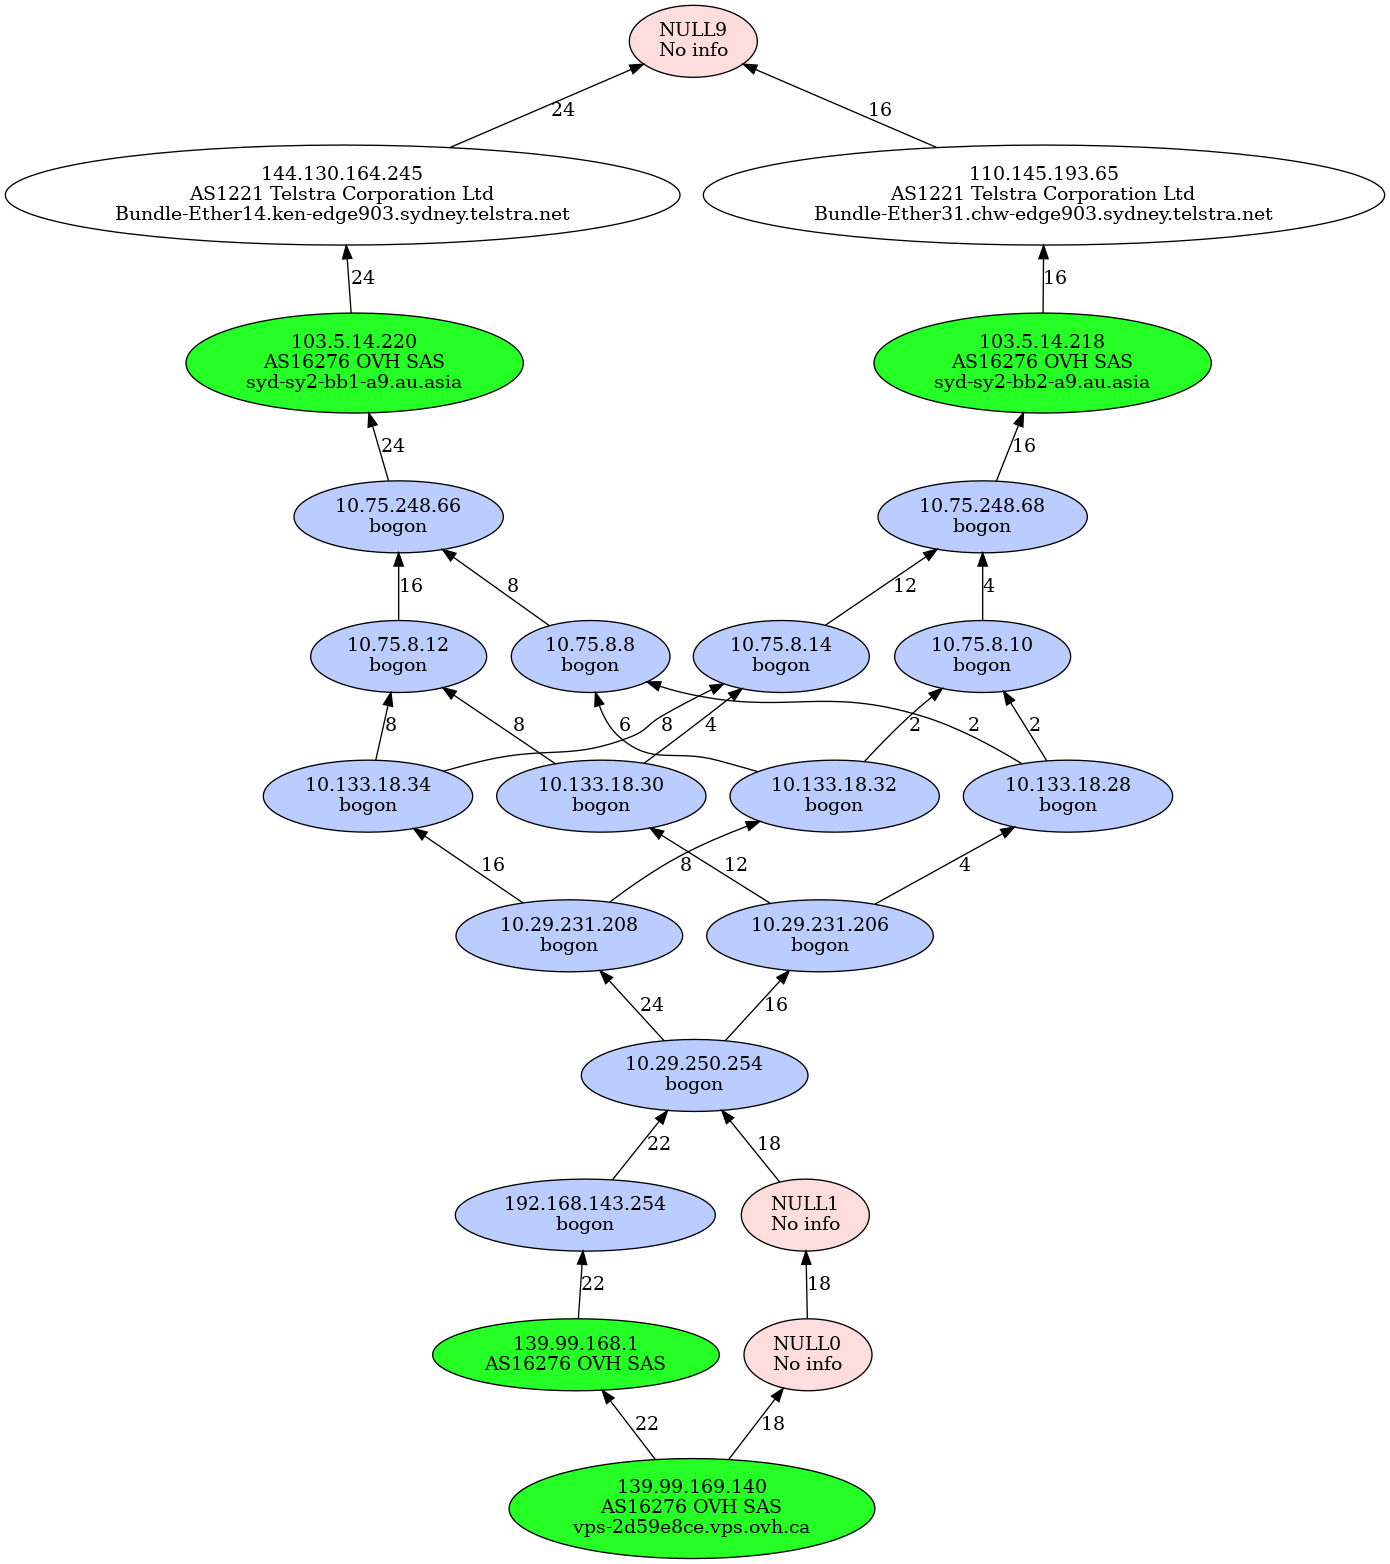 NULL9
No info
24
16
144.130.164.245
AS1221 Telstra Corporation Ltd
Bundle-Ether14.ken-edge903.sydney.telstra.net
110.145.193.65
AS1221 Telstra Corporation Ltd
Bundle-Ether31.chw-edge903.sydney.telstra.net
24
16
103.5.14.220
AS16276 OVH SAS
syd-sy2-bb1-a9.au.asia
103.5.14.218
AS16276 OVH SAS
syd-sy2-bb2-a9.au.asia
24
16
10.75.248.66
bogon
10.75.248.68
bogon
16
8
12
4
10.75.8.12
bogon
10.75.8.8
bogon
10.75.8.14
bogon
10.75.8.10
bogon
8
8
6
8
4
2
2
2
10.133.18.34
bogon
10.133.18.30
bogon
10.133.18.32
bogon
10.133.18.28
bogon
16
8
12
4
10.29.231.208
bogon
10.29.231.206
bogon
24
16
10.29.250.254
bogon
22
18
192.168.143.254
bogon
NULL1
No info
22
18
139.99.168.1
AS16276 OVH SAS
NULL0
No info
22
18
139.99.169.140
AS16276 OVH SAS
vps-2d59e8ce.vps.ovh.ca